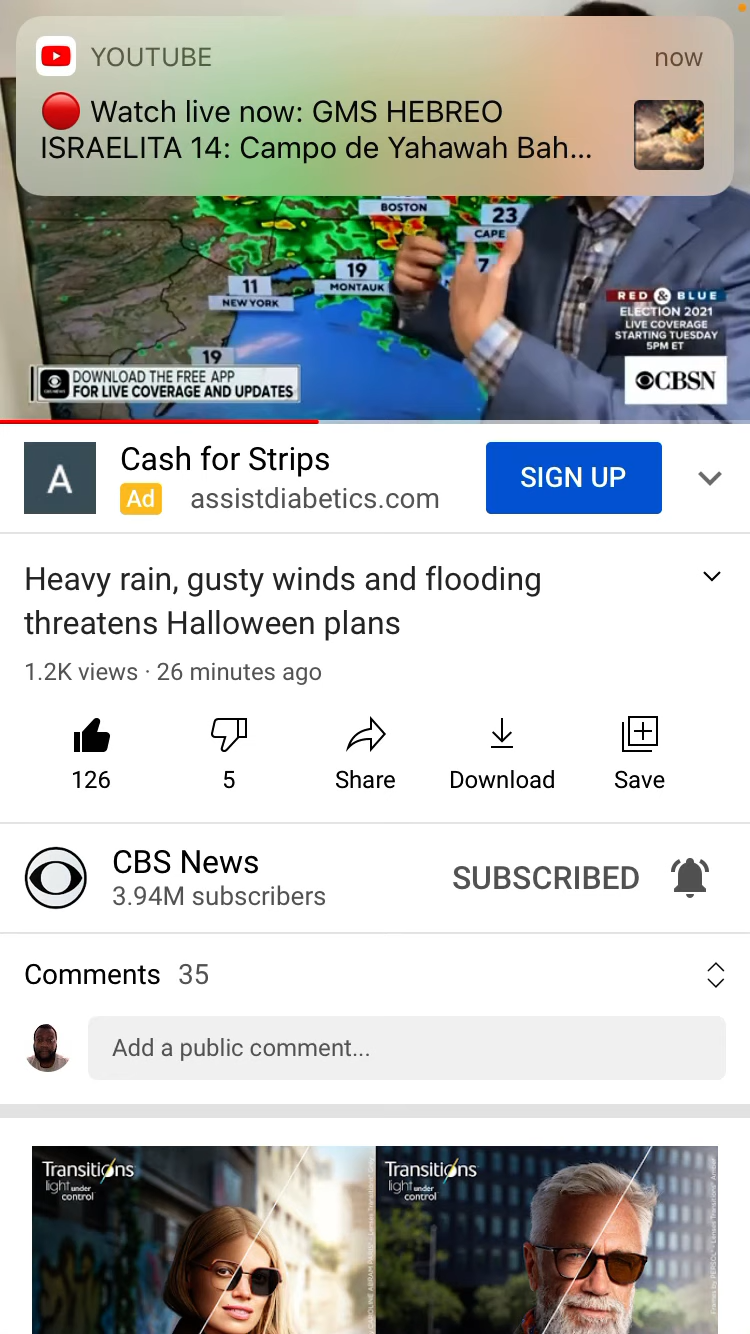 YOUTUBE
now
🔴 Watch live now: GMS HEBREO
ISRAELITA 14: Campo de Yahawah Bah...
BOSTON
23
CAPE
7
19
MONTAUK
11
NEW YORK
19
RED & BLUE
ELECTION 2021
LIVE COVERAGE
STARTING TUESDAY
5PM ET
CBSN
DOWNLOAD THE FREE APP
FOR LIVE COVERAGE AND UPDATES
A
Cash for Strips
Ad
assistdiabetics.com
SIGN UP
Heavy rain, gusty winds and flooding
threatens Halloween plans
1.2K views · 26 minutes ago
126
5
Share
Download
Save
CBS News
3.94M subscribers
SUBSCRIBED
Comments 35
Add a public comment...
Transitions
light under
control
Transitions
light under
control